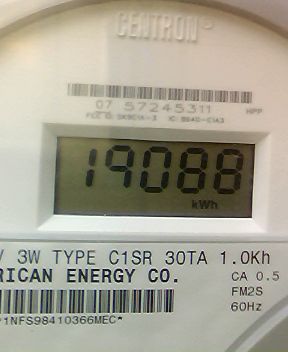 CENTRON
07 57245311 HPP
19088
kWh
V 3W TYPE C1SR 30TA 1.0Kh
RICAN ENERGY CO.
CA 0.5
FM2S
60Hz
1NFS98410366MEC*